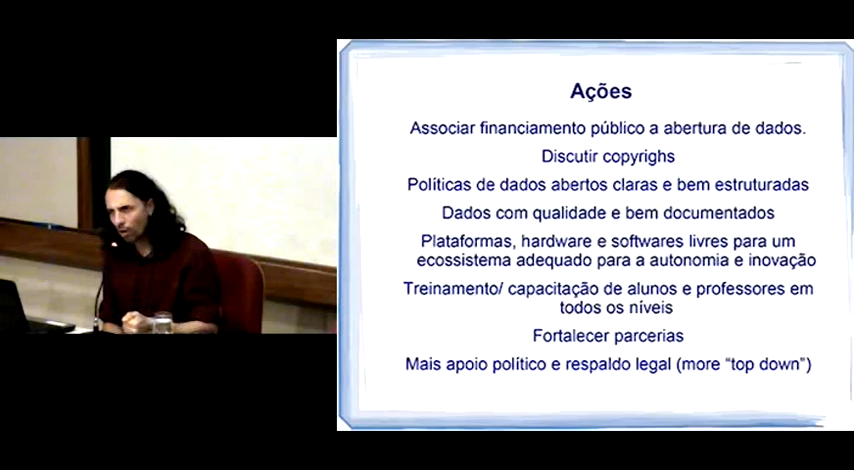 Ações
Associar financiamento público a abertura de dados.
Discutir copyrighs
Políticas de dados abertos claras e bem estruturadas
Dados com qualidade e bem documentados
Plataformas, hardware e softwares livres para um
ecossistema adequado para a autonomia e inovação
Treinamento/ capacitação de alunos e professores em
todos os níveis
Fortalecer parcerias
Mais apoio político e respaldo legal (more “top down”)